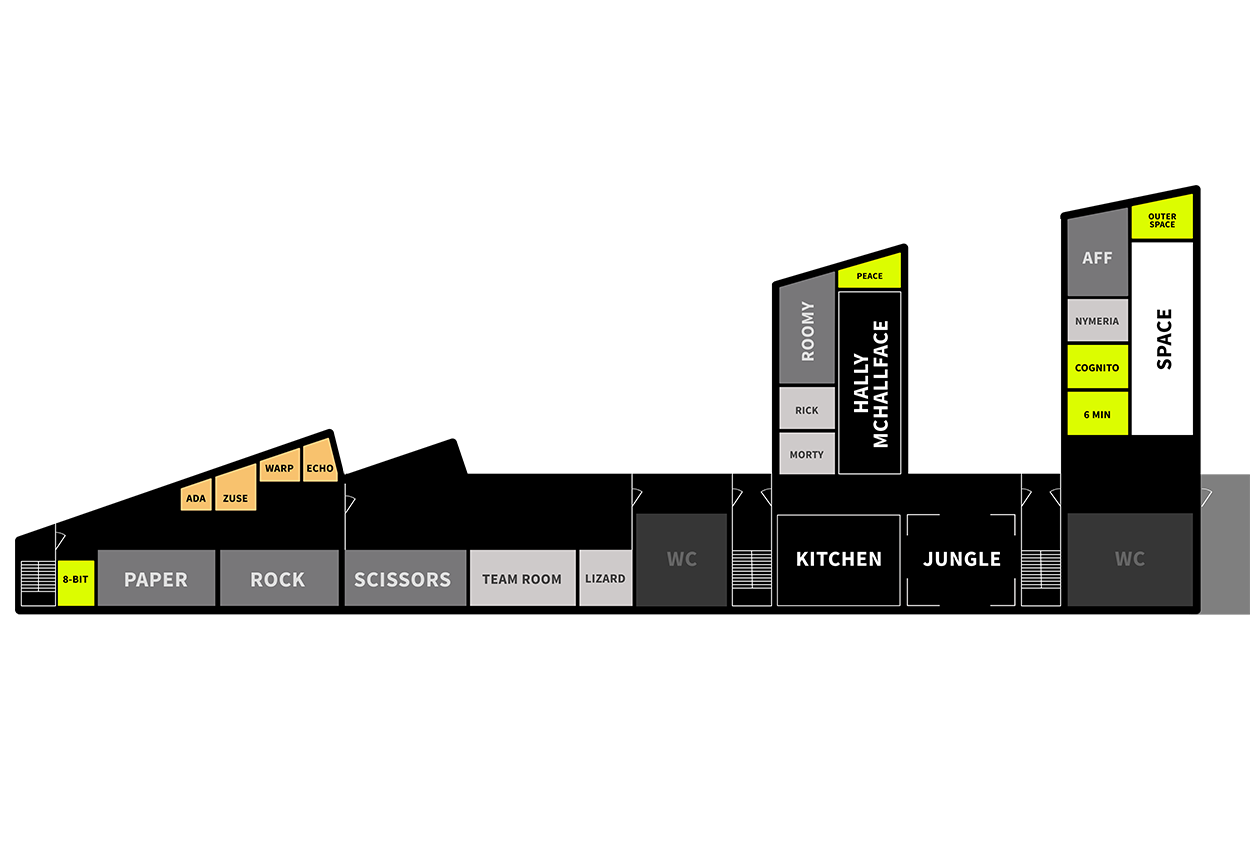 OUTER
SPACE
AFF
SPACE
NYMERIA
COGNITO
6 MIN
PEACE
ROOMY
HALLY
MCHALLFACE
RICK
MORTY
WARP
ECHO
ADA
ZUSE
8-BIT
PAPER
ROCK
SCISSORS
TEAM ROOM
LIZARD
WC
KITCHEN
JUNGLE
WC